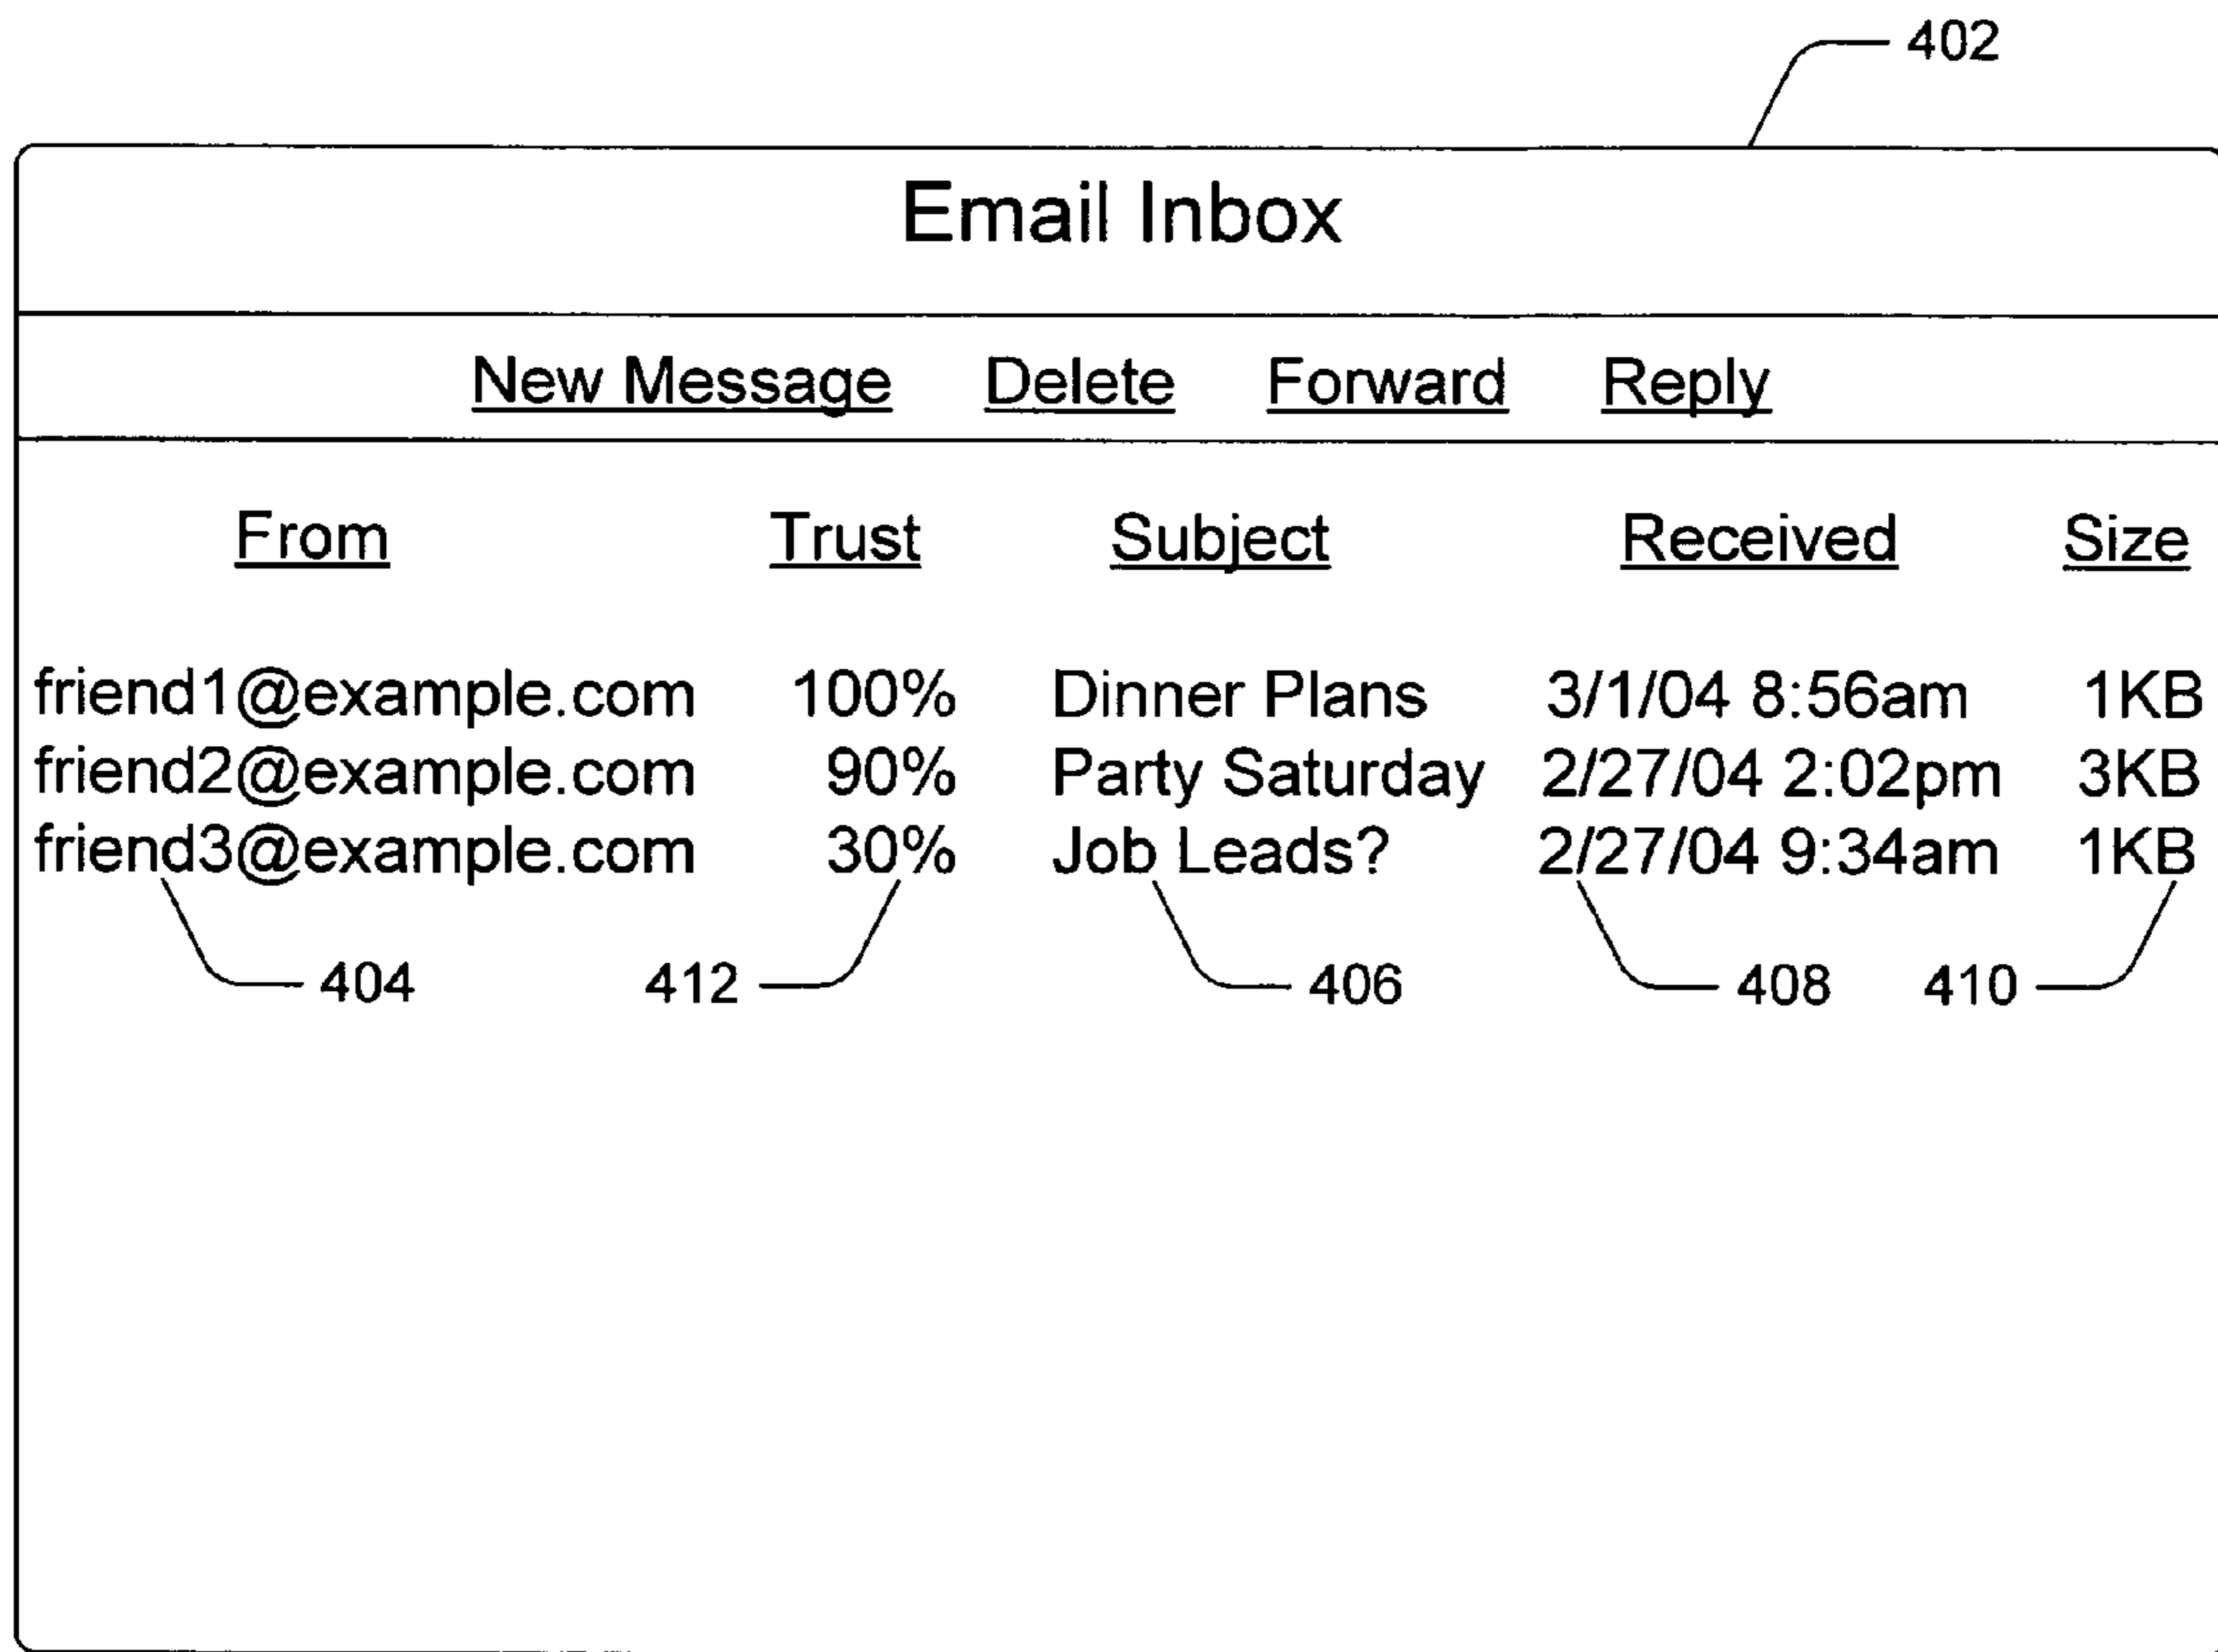 402
Email Inbox
New Message Delete Forward Reply
From Trust Subject Received Size
friend1@example.com 100% Dinner Plans 3/1/04 8:56am 1KB
friend2@example.com 90% Party Saturday 2/27/04 2:02pm 3KB
friend3@example.com 30% Job Leads? 2/27/04 9:34am 1KB
404 412 406 408 410